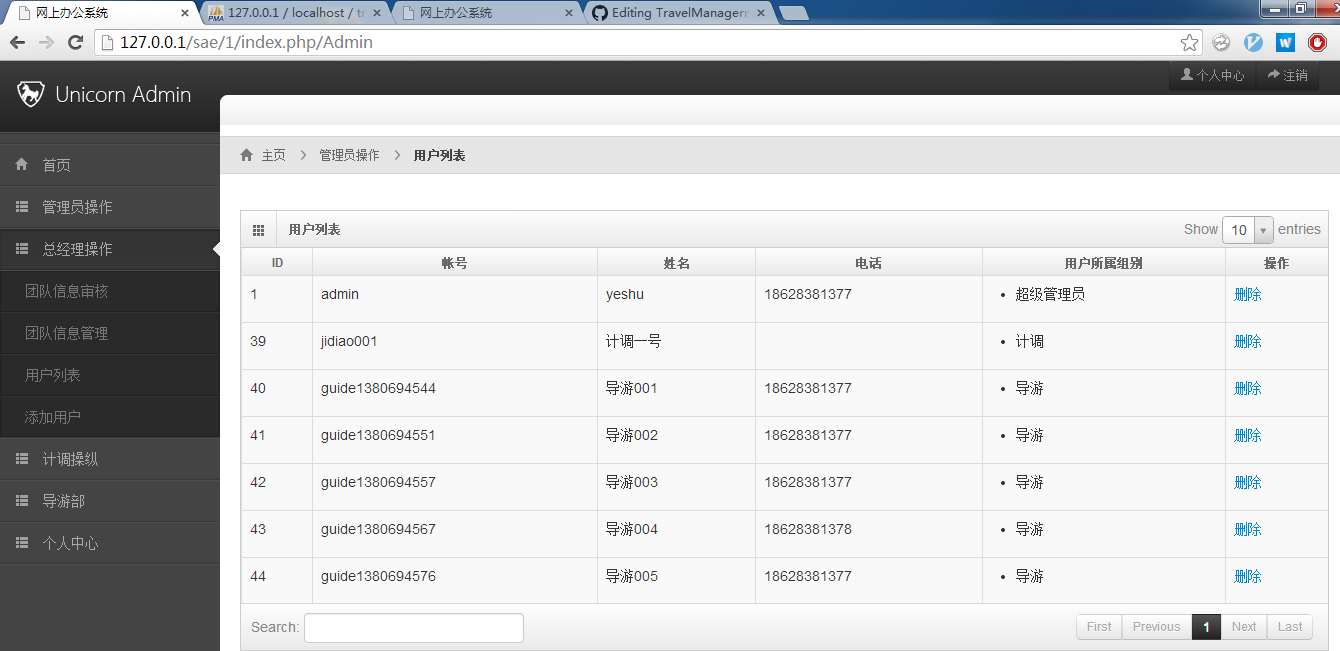 网上办公系统
127.0.0.1 / localhost / tr
网上办公系统
Editing TravelManagem
127.0.0.1/sae/1/index.php/Admin
Unicorn Admin
个人中心 注销
首页
管理员操作
总经理操作
团队信息审核
团队信息管理
用户列表
添加用户
计调操纵
导游部
个人中心
主页 管理员操作 用户列表
用户列表 Show 10 entries
ID 帐号 姓名 电话 用户所属组别 操作
1 admin yeshu 18628381377 • 超级管理员 删除
39 jidiao001 计调一号 • 计调 删除
40 guide1380694544 导游001 18628381377 • 导游 删除
41 guide1380694551 导游002 18628381377 • 导游 删除
42 guide1380694557 导游003 18628381377 • 导游 删除
43 guide1380694567 导游004 18628381378 • 导游 删除
44 guide1380694576 导游005 18628381377 • 导游 删除
Search: First Previous 1 Next Last